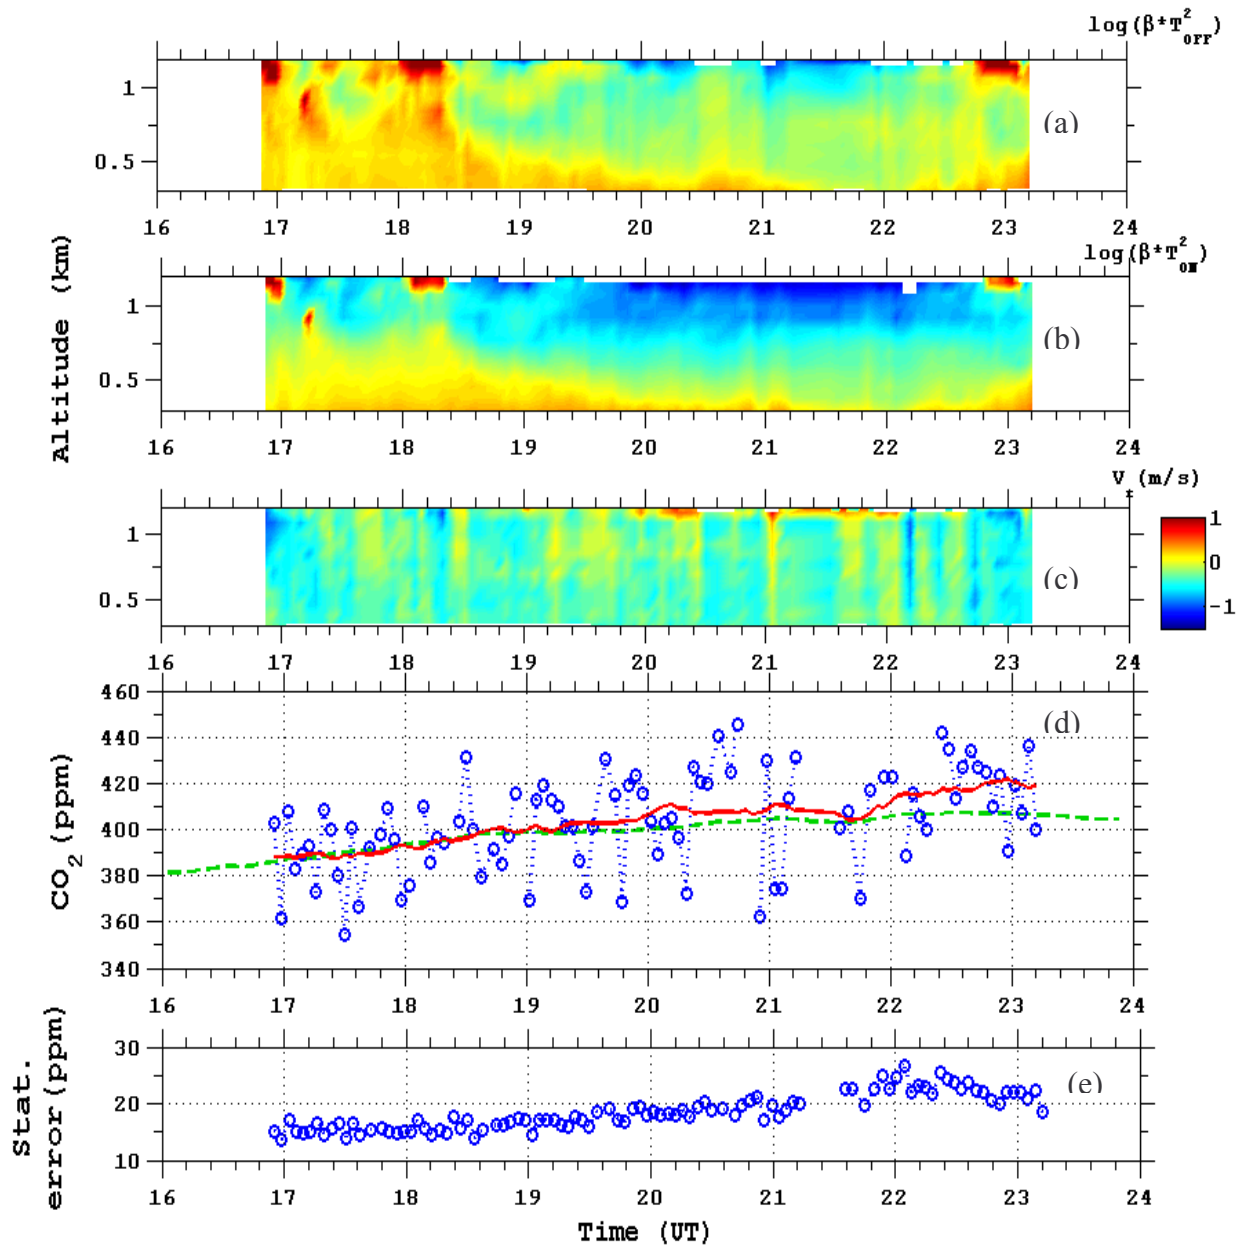 log(β*T²OFF)
(a)
1
0.5
16 17 18 19 20 21 22 23 24
log(β*T²ON)
(b)
1
0.5
16 17 18 19 20 21 22 23 24
Altitude (km)
Vr (m/s)
(c)
1
0.5
1
0
-1
16 17 18 19 20 21 22 23 24
(d)
460
440
420
400
380
360
340
CO2 (ppm)
16 17 18 19 20 21 22 23 24
(e)
30
20
10
Stat.
error(ppm)
16 17 18 19 20 21 22 23 24
Time (UT)